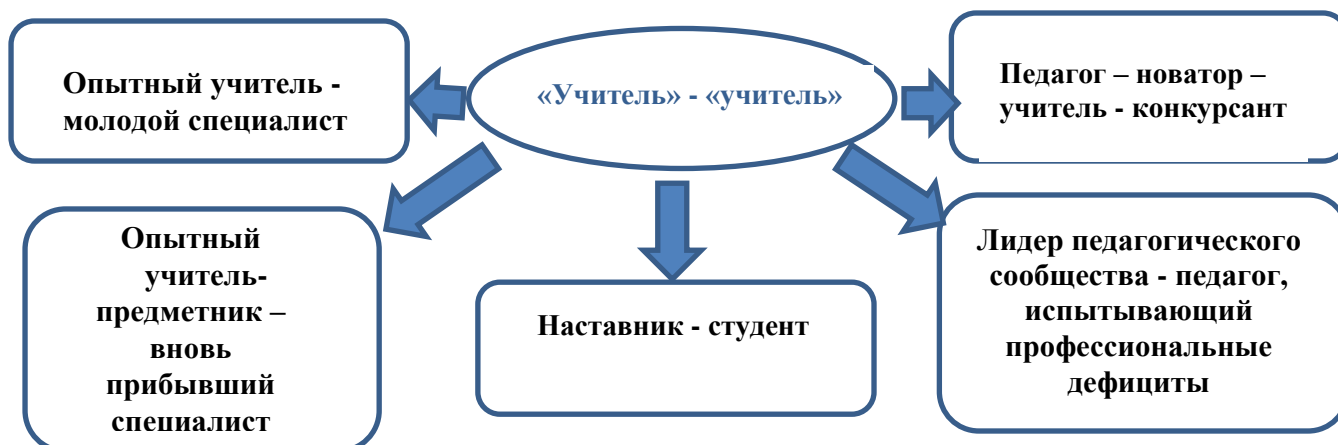 «Учитель» - «учитель»
Опытный учитель -
молодой специалист
Педагог – новатор –
учитель - конкурсант
Опытный
учитель-
предметник –
вновь
прибывший
специалист
Наставник - студент
Лидер педагогического
сообщества - педагог,
испытывающий
профессиональные
дефициты